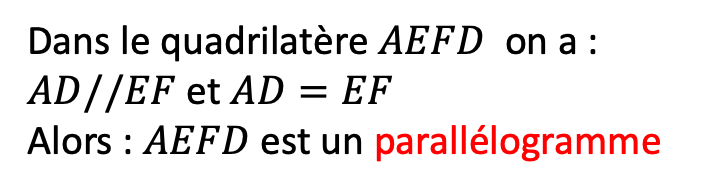 Dans le quadrilatère AEFD on a :
AD//EF et AD = EF
Alors : AEFD est un parallélogramme